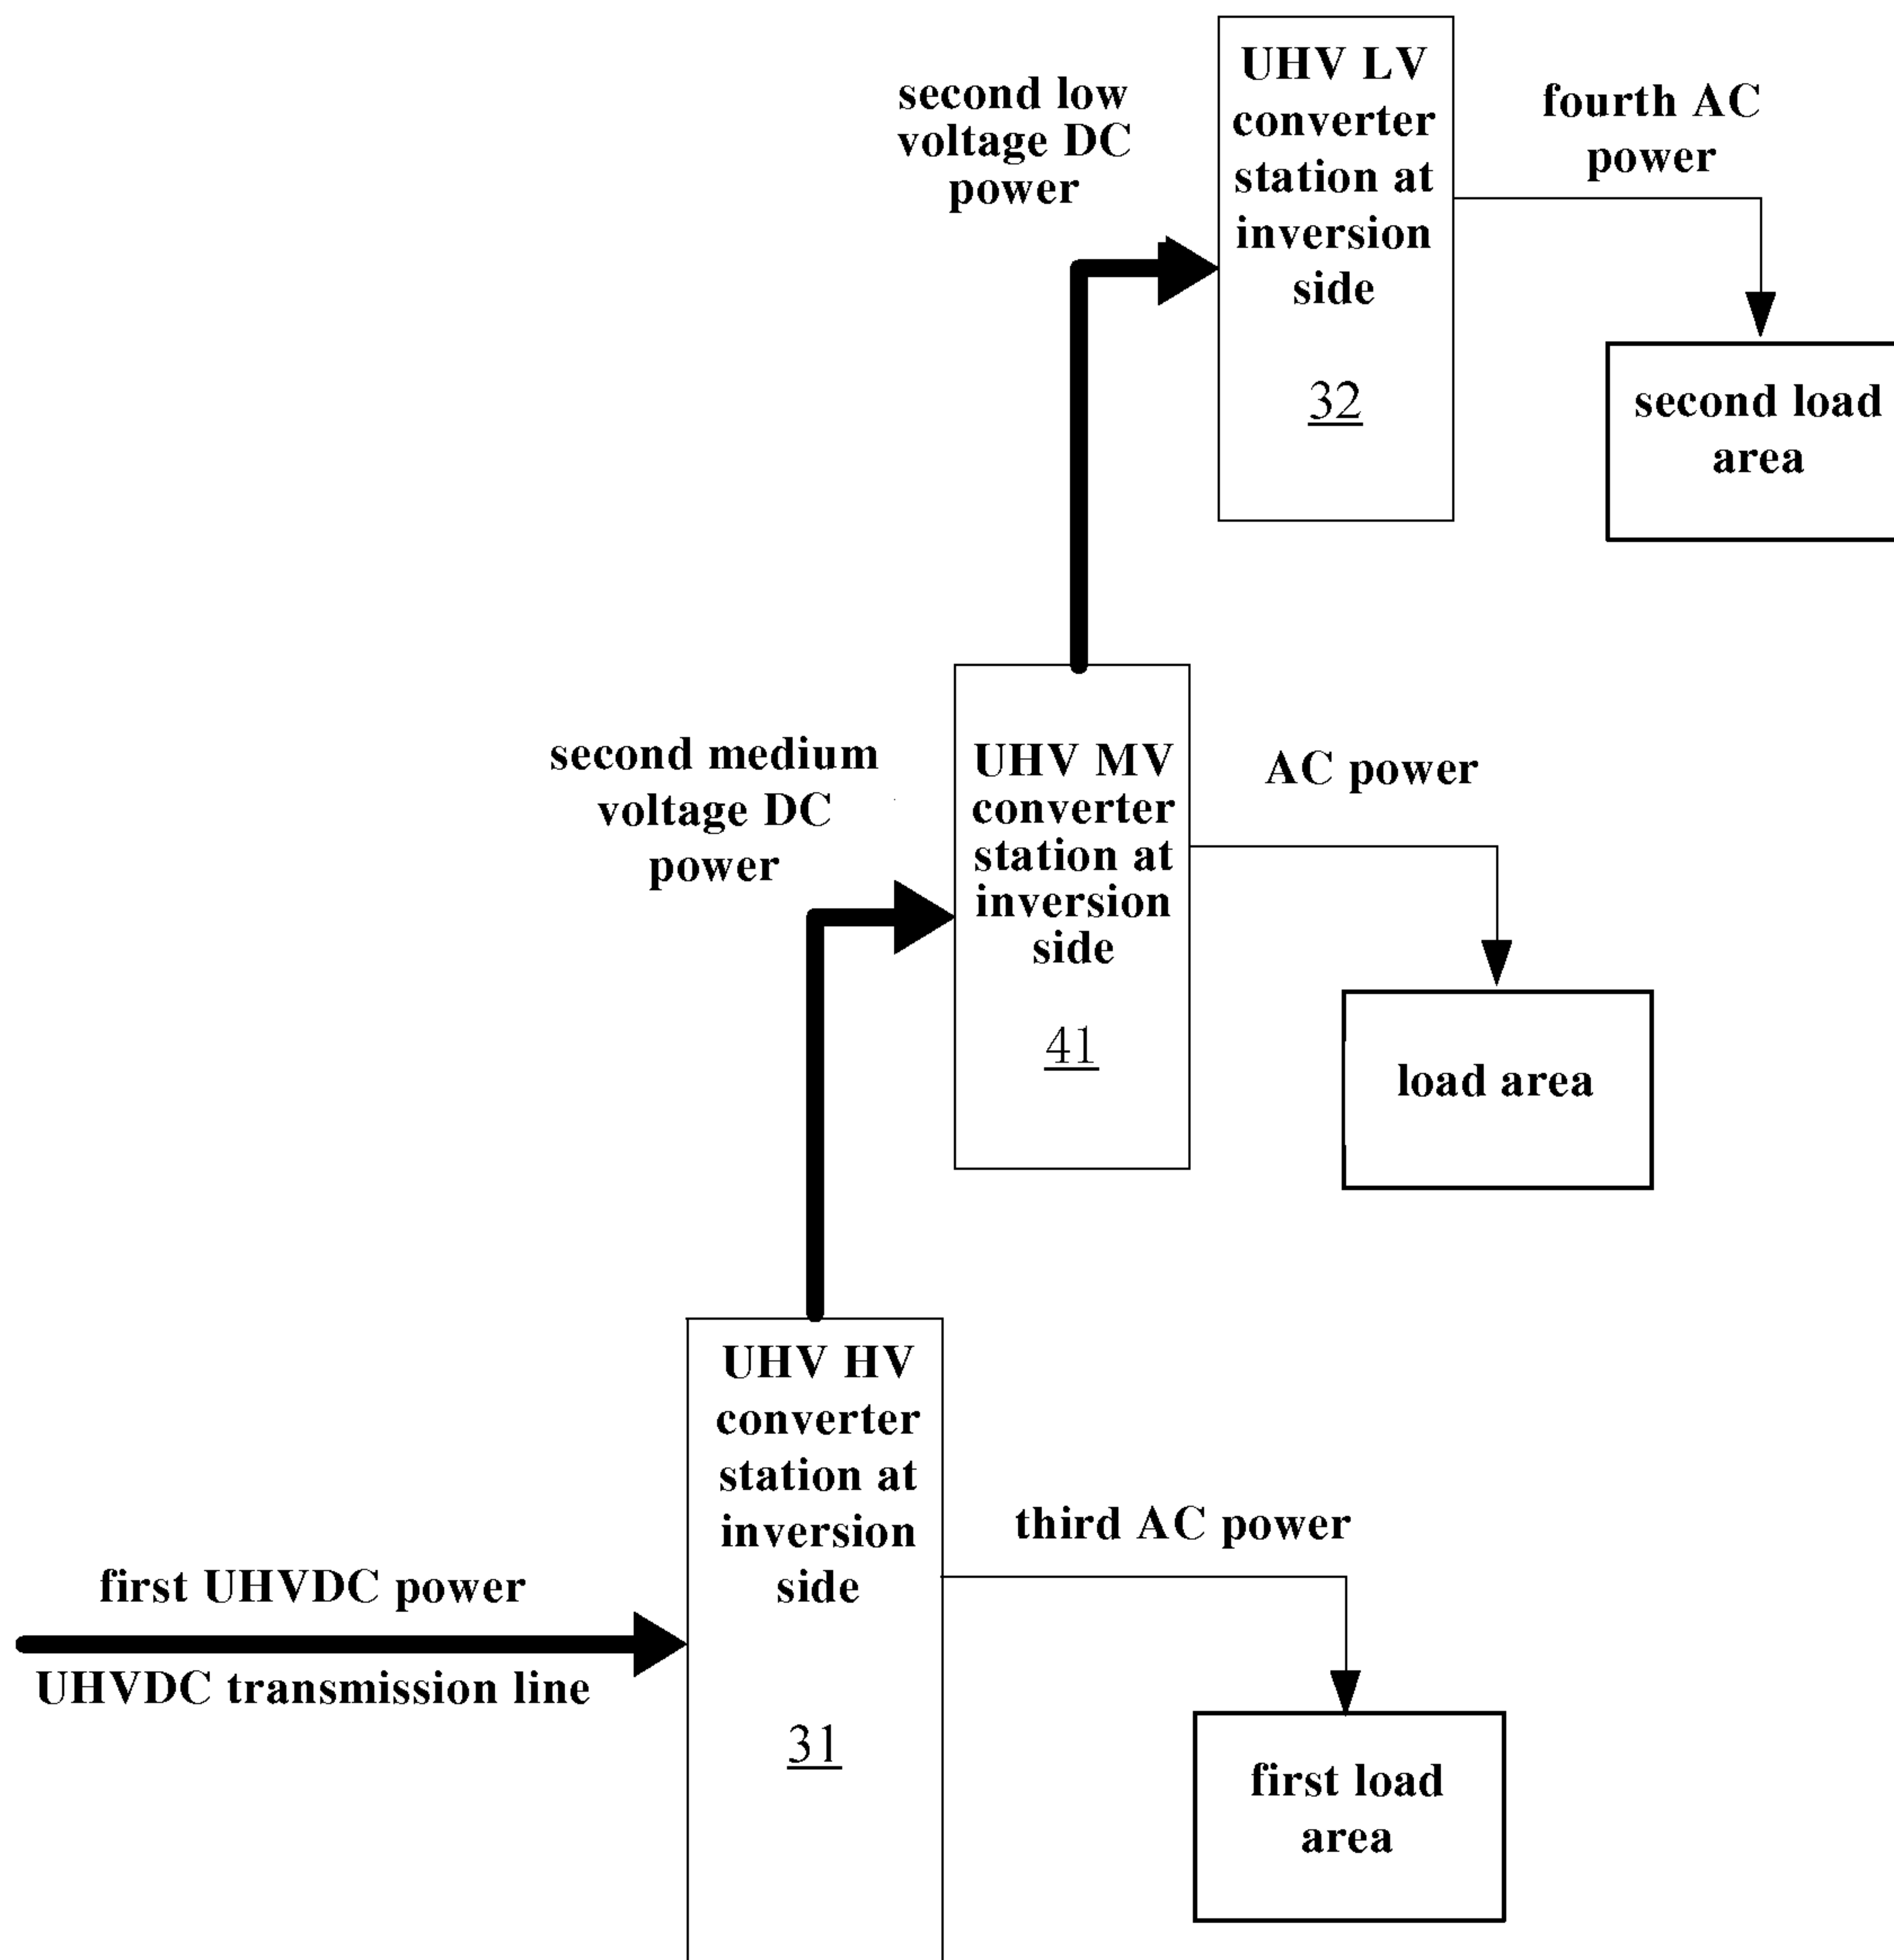 UHV LV
converter
station at
inversion
side
32
second low
voltage DC
power
fourth AC
power
second load
area
second medium
voltage DC
power
UHV MV
converter
station at
inversion
side
41
AC power
load area
UHV HV
converter
station at
inversion
side
31
third AC power
first UHVDC power
UHVDC transmission line
first load
area